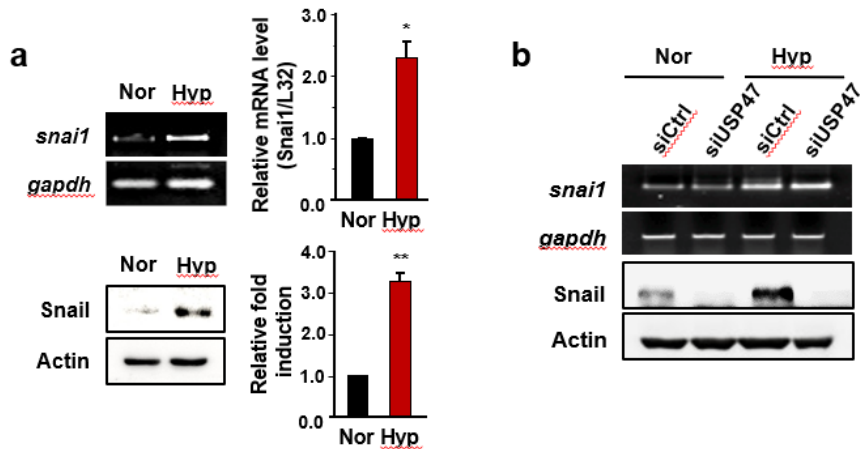 a
Nor Hyp
snai1
gapdh
Relative mRNA level
(Snai1/L32)
3.0
2.0
1.0
0.0
*
Nor Hyp
Nor Hyp
Snail
Actin
Relative fold
induction
4.0
3.0
2.0
1.0
0.0
**
Nor Hyp
b
Nor Hyp
siCtrl siUSP47 siCtrl siUSP47
snai1
gapdh
Snail
Actin